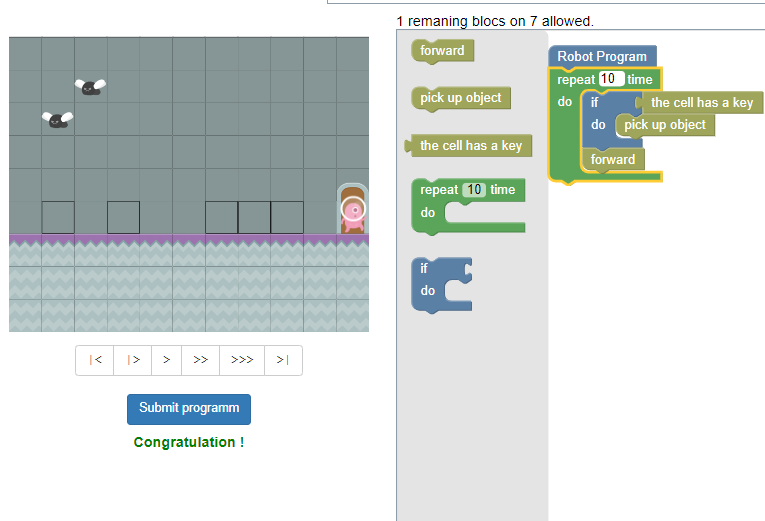 1 remaning blocs on 7 allowed.
forward
pick up object
the cell has a key
repeat 10 time
do
if
do
Robot Program
repeat 10 time
do if the cell has a key
do pick up object
forward
|< |> > >> >>> >|
Submit programm
Congratulation !